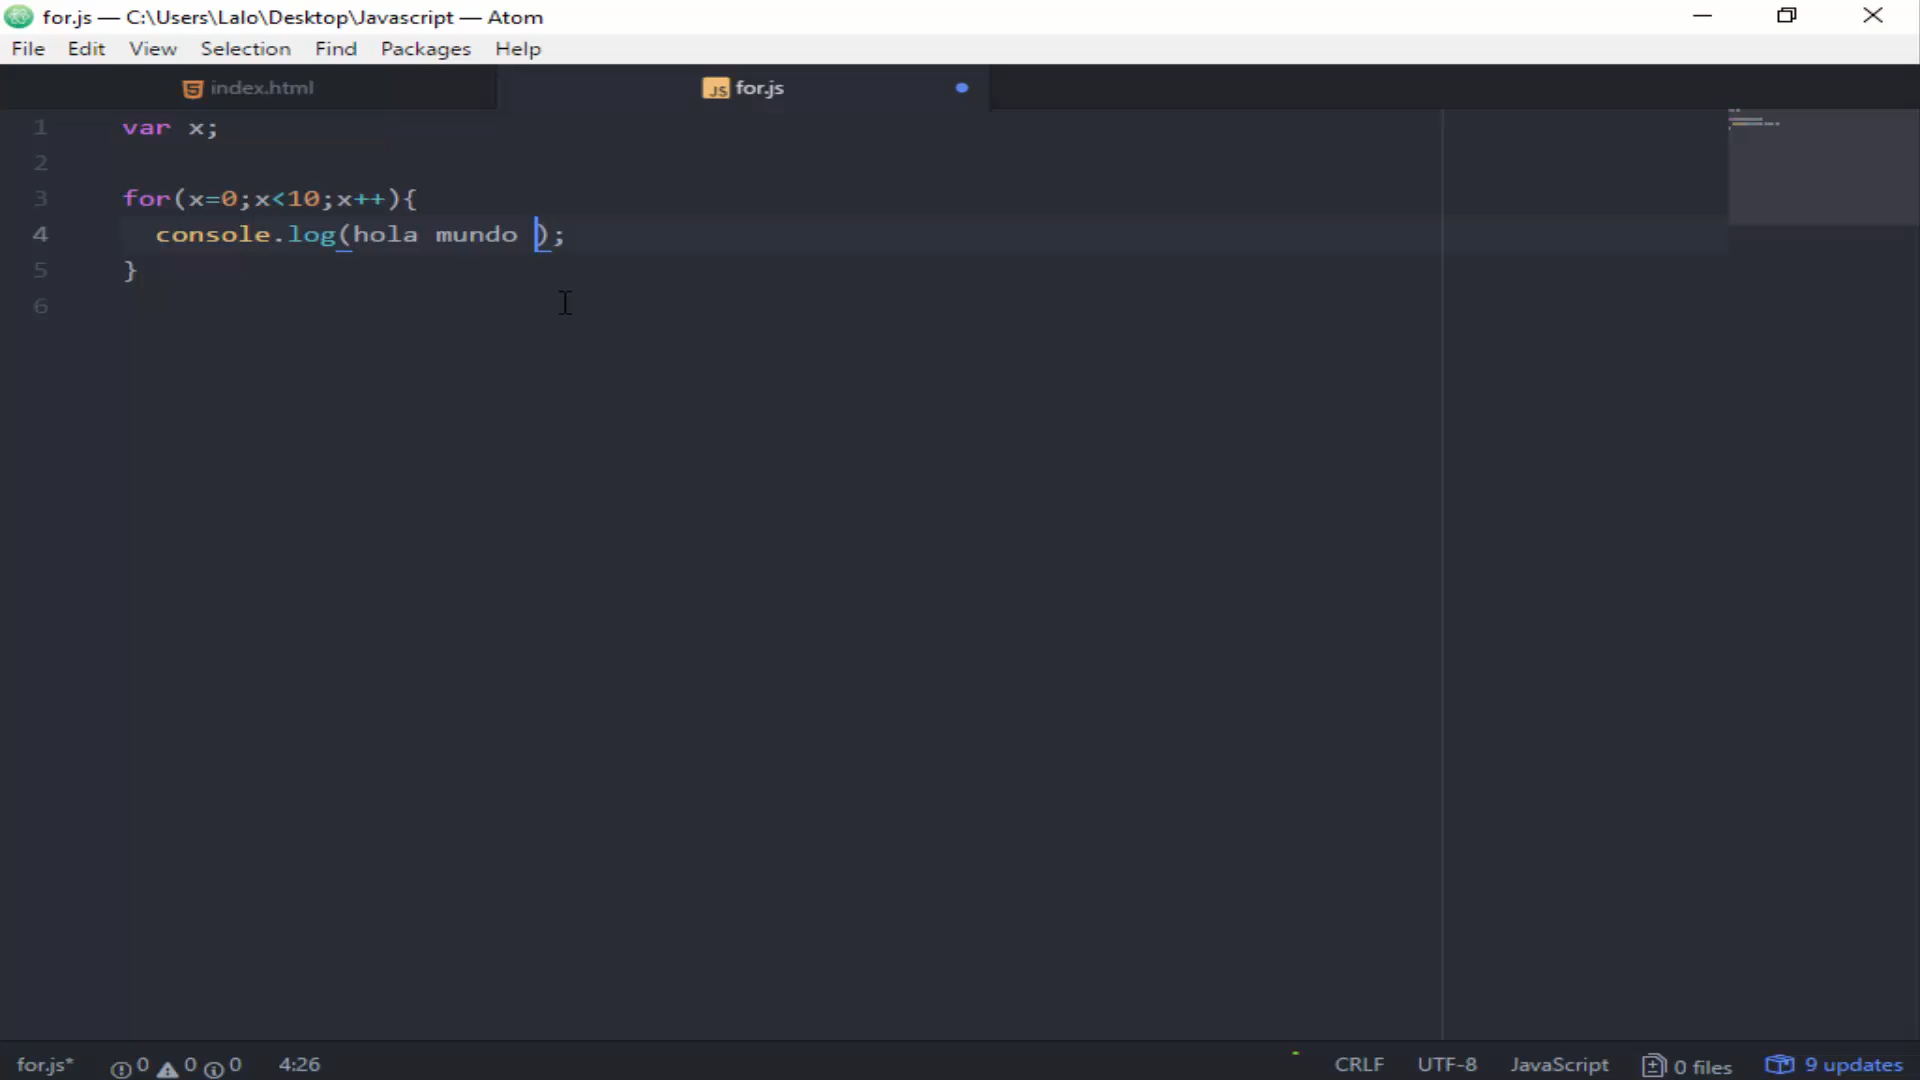 for.js — C:\Users\Lalo\Desktop\Javascript — Atom
File Edit View Selection Find Packages Help
index.html JS for.js
1 var x;
2
3 for(x=0;x<10;x++){
4 console.log(hola mundo );
5 }
6
for.js* 0 0 0 4:26 CRLF UTF-8 JavaScript 0 files 9 updates